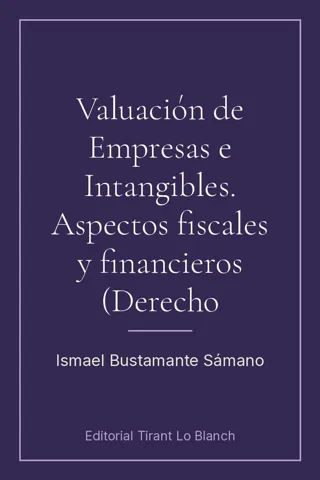 Valuación de
Empresas e
Intangibles.
Aspectos fiscales
y financieros
(Derecho
Ismael Bustamante Sámano
Editorial Tirant Lo Blanch